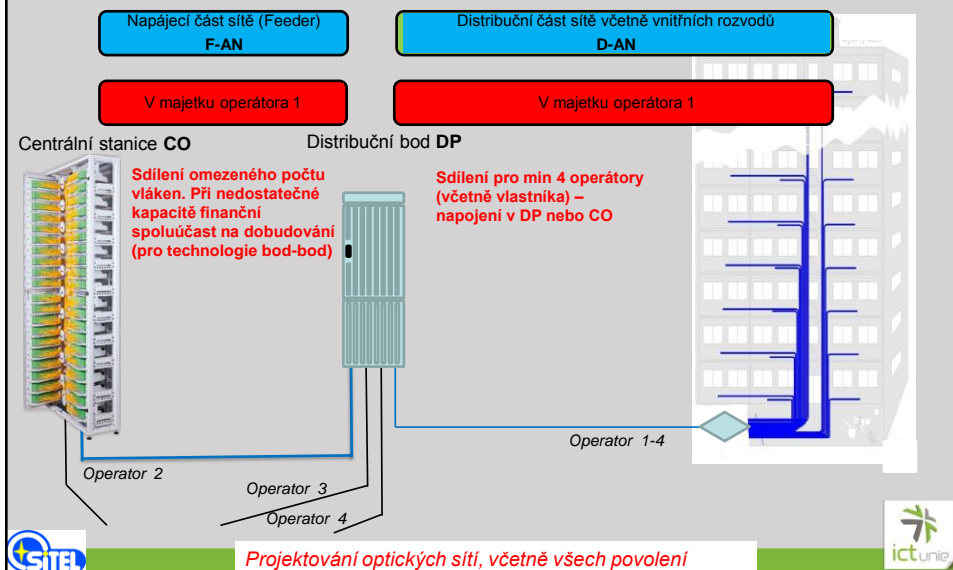 Napájecí část sítě (Feeder)
F-AN
Distribuční část sítě včetně vnitřních rozvodů
D-AN
V majetku operátora 1
V majetku operátora 1
Centrální stanice CO
Distribuční bod DP
Sdílení omezeného počtu
vláken. Při nedostatečné
kapacitě finanční
spoluúčast na dobudování
(pro technologie bod-bod)
Sdílení pro min 4 operátory
(včetně vlastníka) –
napojení v DP nebo CO
Operator 1-4
Operator 2
Operator 3
Operator 4
SiTEL
Projektování optických sítí, včetně všech povolení
ictunie